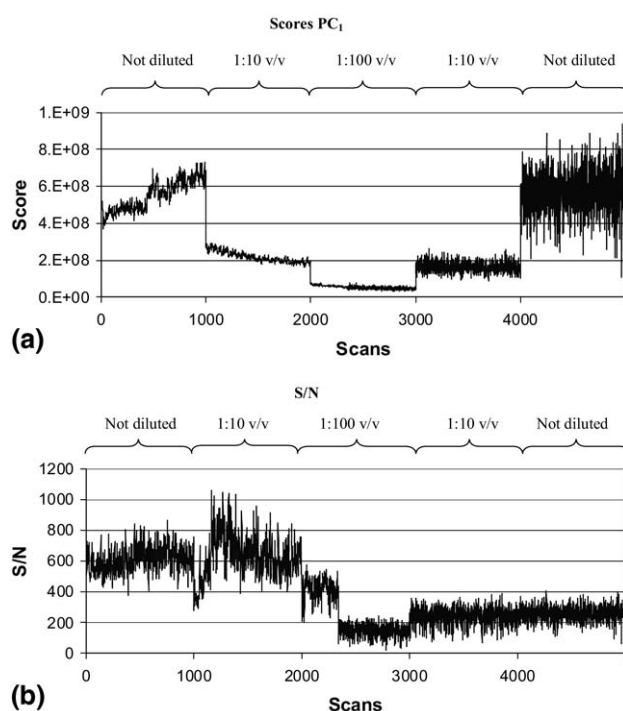 Scores PC₁
Not diluted 1:10 v/v 1:100 v/v 1:10 v/v Not diluted
1.E+09
8.E+08
6.E+08
4.E+08
2.E+08
0.E+00
Score
0 1000 2000 3000 4000
Scans
(a)
S/N
Not diluted 1:10 v/v 1:100 v/v 1:10 v/v Not diluted
1200
1000
800
600
400
200
0
S/N
0 1000 2000 3000 4000
Scans
(b)